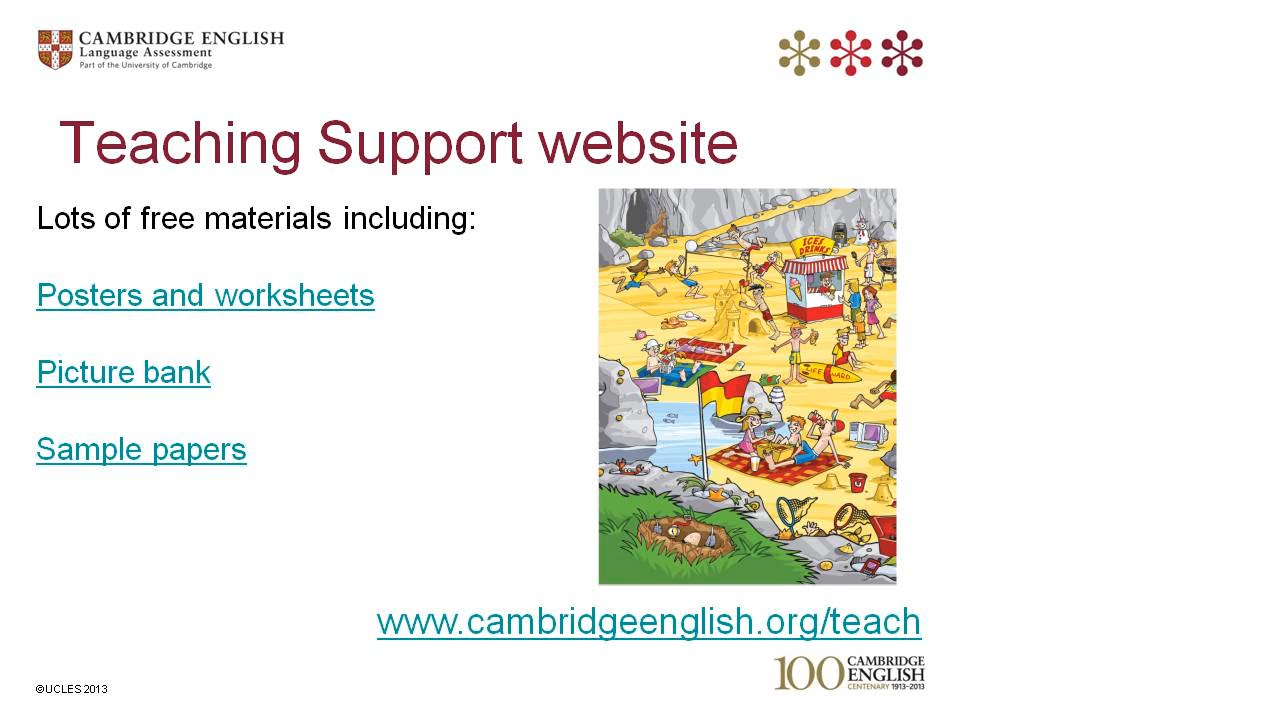 CAMBRIDGE ENGLISH
Language Assessment
Part of the University of Cambridge
Teaching Support website
Lots of free materials including:
Posters and worksheets
Picture bank
Sample papers
ICES
DRINKS
LIFE
www.cambridgeenglish.org/teach
100 CAMBRIDGE
ENGLISH
CENTENARY 1913–2013
©UCLES 2013